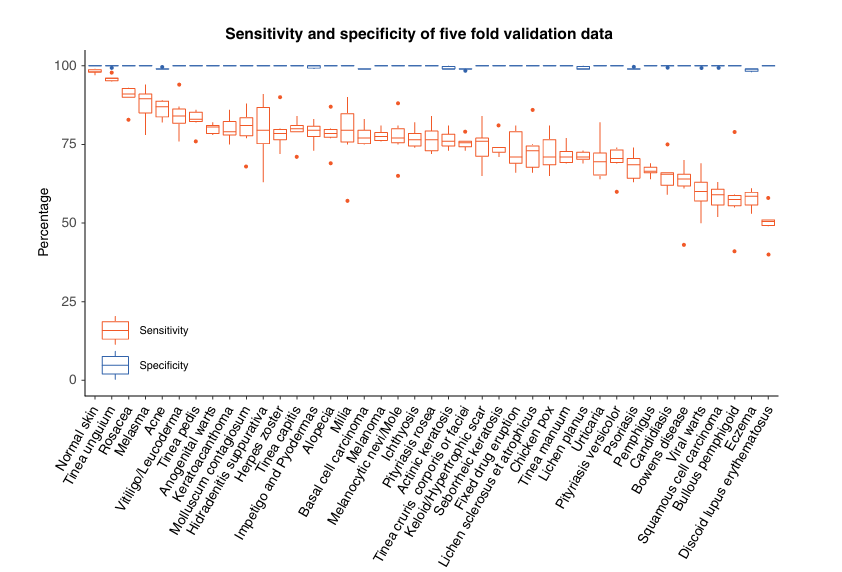 Sensitivity and specificity of five fold validation data
Percentage
100
75
50
25
0
Sensitivity
Specificity
Normal skin
Tinea unguium
Rosacea
Melasma
Acne
Vitiligo/Leucoderma
Tinea pedis
Anogenital warts
Keratoacanthoma
Molluscum contagiosum
Hidradenitis suppurativa
Herpes zoster
Tinea capitis
Impetigo and Pyodermas
Alopecia
Milia
Basal cell carcinoma
Melanoma
Melanocytic nevi/Mole
Ichthyosis
Pityriasis rosea
Actinic keratosis
Tinea cruris corporis or faciei
Keloid/Hypertrophic scar
Seborrheic keratosis
Fixed drug eruption
Lichen sclerosus et atrophicus
Chicken pox
Tinea manuum
Lichen planus
Urticaria
Pityriasis versicolor
Psoriasis
Pemphigus
Candidiasis
Bowens disease
Viral warts
Squamous cell carcinoma
Bullous pemphigoid
Eczema
Discoid lupus erythematosus